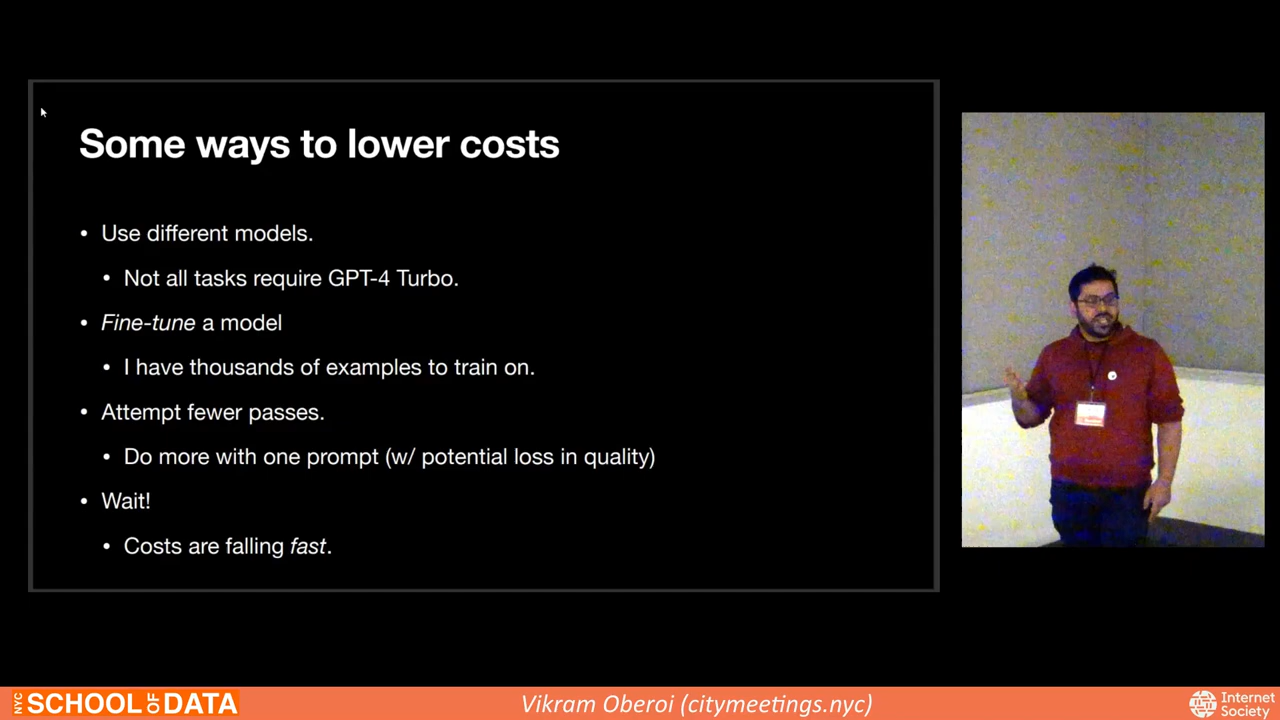 Some ways to lower costs
• Use different models.
• Not all tasks require GPT-4 Turbo.
• Fine-tune a model
• I have thousands of examples to train on.
• Attempt fewer passes.
• Do more with one prompt (w/ potential loss in quality)
• Wait!
• Costs are falling fast.
NYC SCHOOL OF DATA
Vikram Oberoi (citymeetings.nyc)
Internet
Society